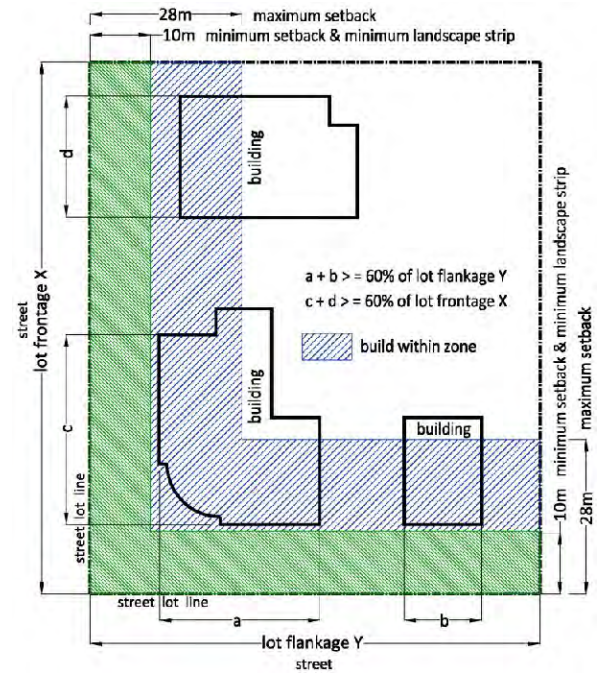 28m maximum setback
10m minimum setback & minimum landscape strip
d
building
a + b > = 60% of lot flankage Y
c + d > = 60% of lot frontage X
build within zone
street
lot frontage X
c
building
building
10m minimum setback & minimum landscape strip
28m maximum setback
street lot line
street lot line
a
b
lot flankage Y
street